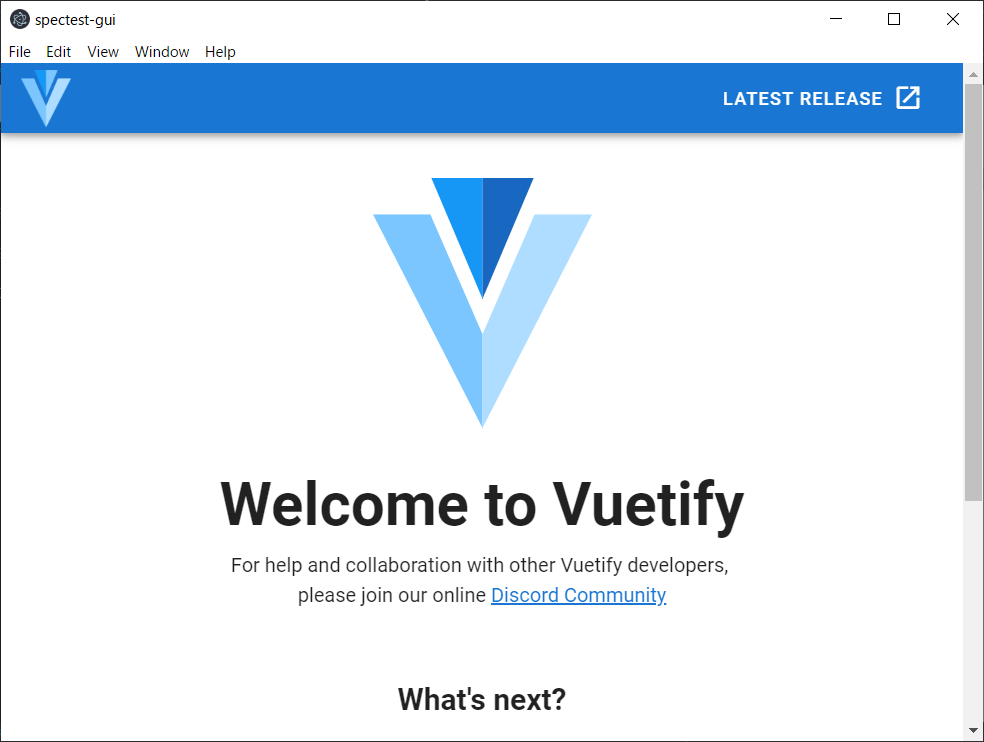 spectest-gui
File Edit View Window Help
LATEST RELEASE
Welcome to Vuetify
For help and collaboration with other Vuetify developers,
please join our online Discord Community
What's next?